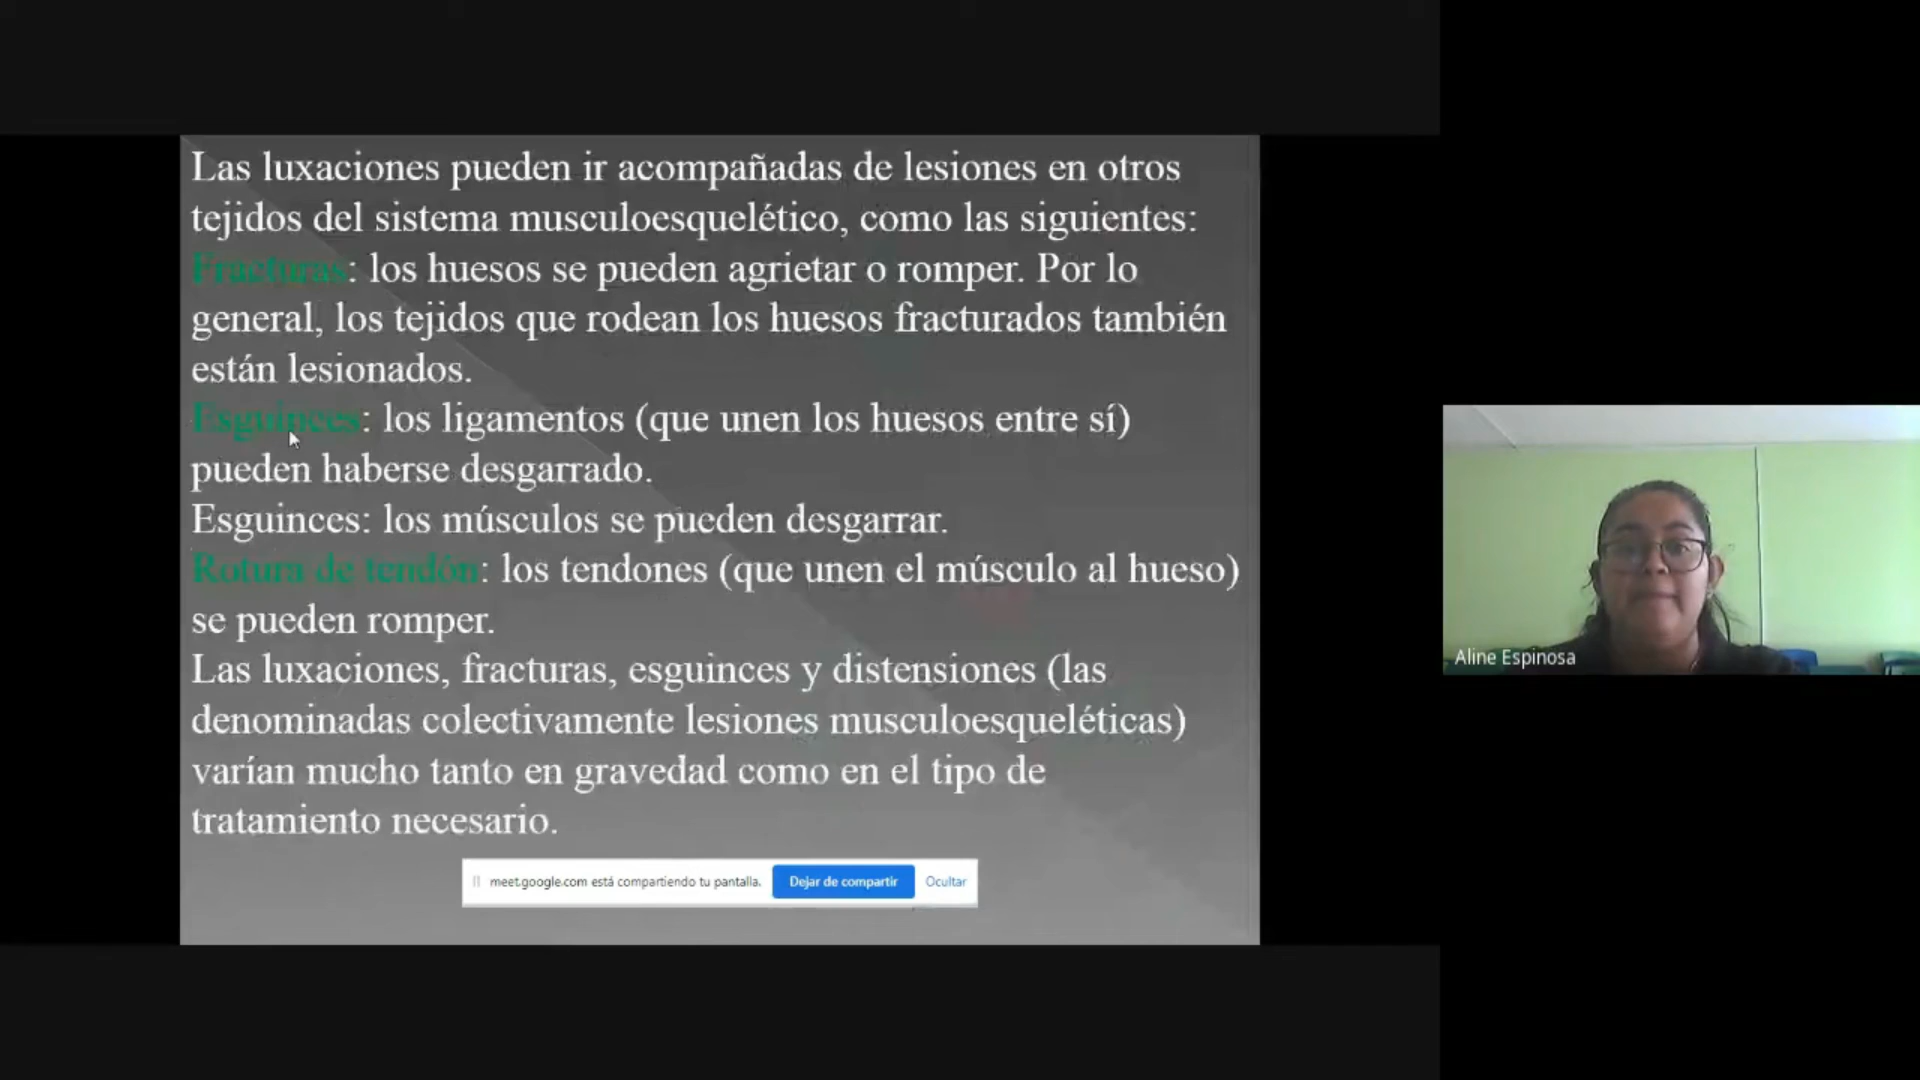 Las luxaciones pueden ir acompañadas de lesiones en otros
tejidos del sistema musculoesquelético, como las siguientes:
Fracturas: los huesos se pueden agrietar o romper. Por lo
general, los tejidos que rodean los huesos fracturados también
están lesionados.
Esguinces: los ligamentos (que unen los huesos entre sí)
pueden haberse desgarrado.
Esguinces: los músculos se pueden desgarrar.
Rotura de tendón: los tendones (que unen el músculo al hueso)
se pueden romper.
Las luxaciones, fracturas, esguinces y distensiones (las
denominadas colectivamente lesiones musculoesqueléticas)
varían mucho tanto en gravedad como en el tipo de
tratamiento necesario.
meet.google.com está compartiendo tu pantalla. Dejar de compartir Ocultar
Aline Espinosa